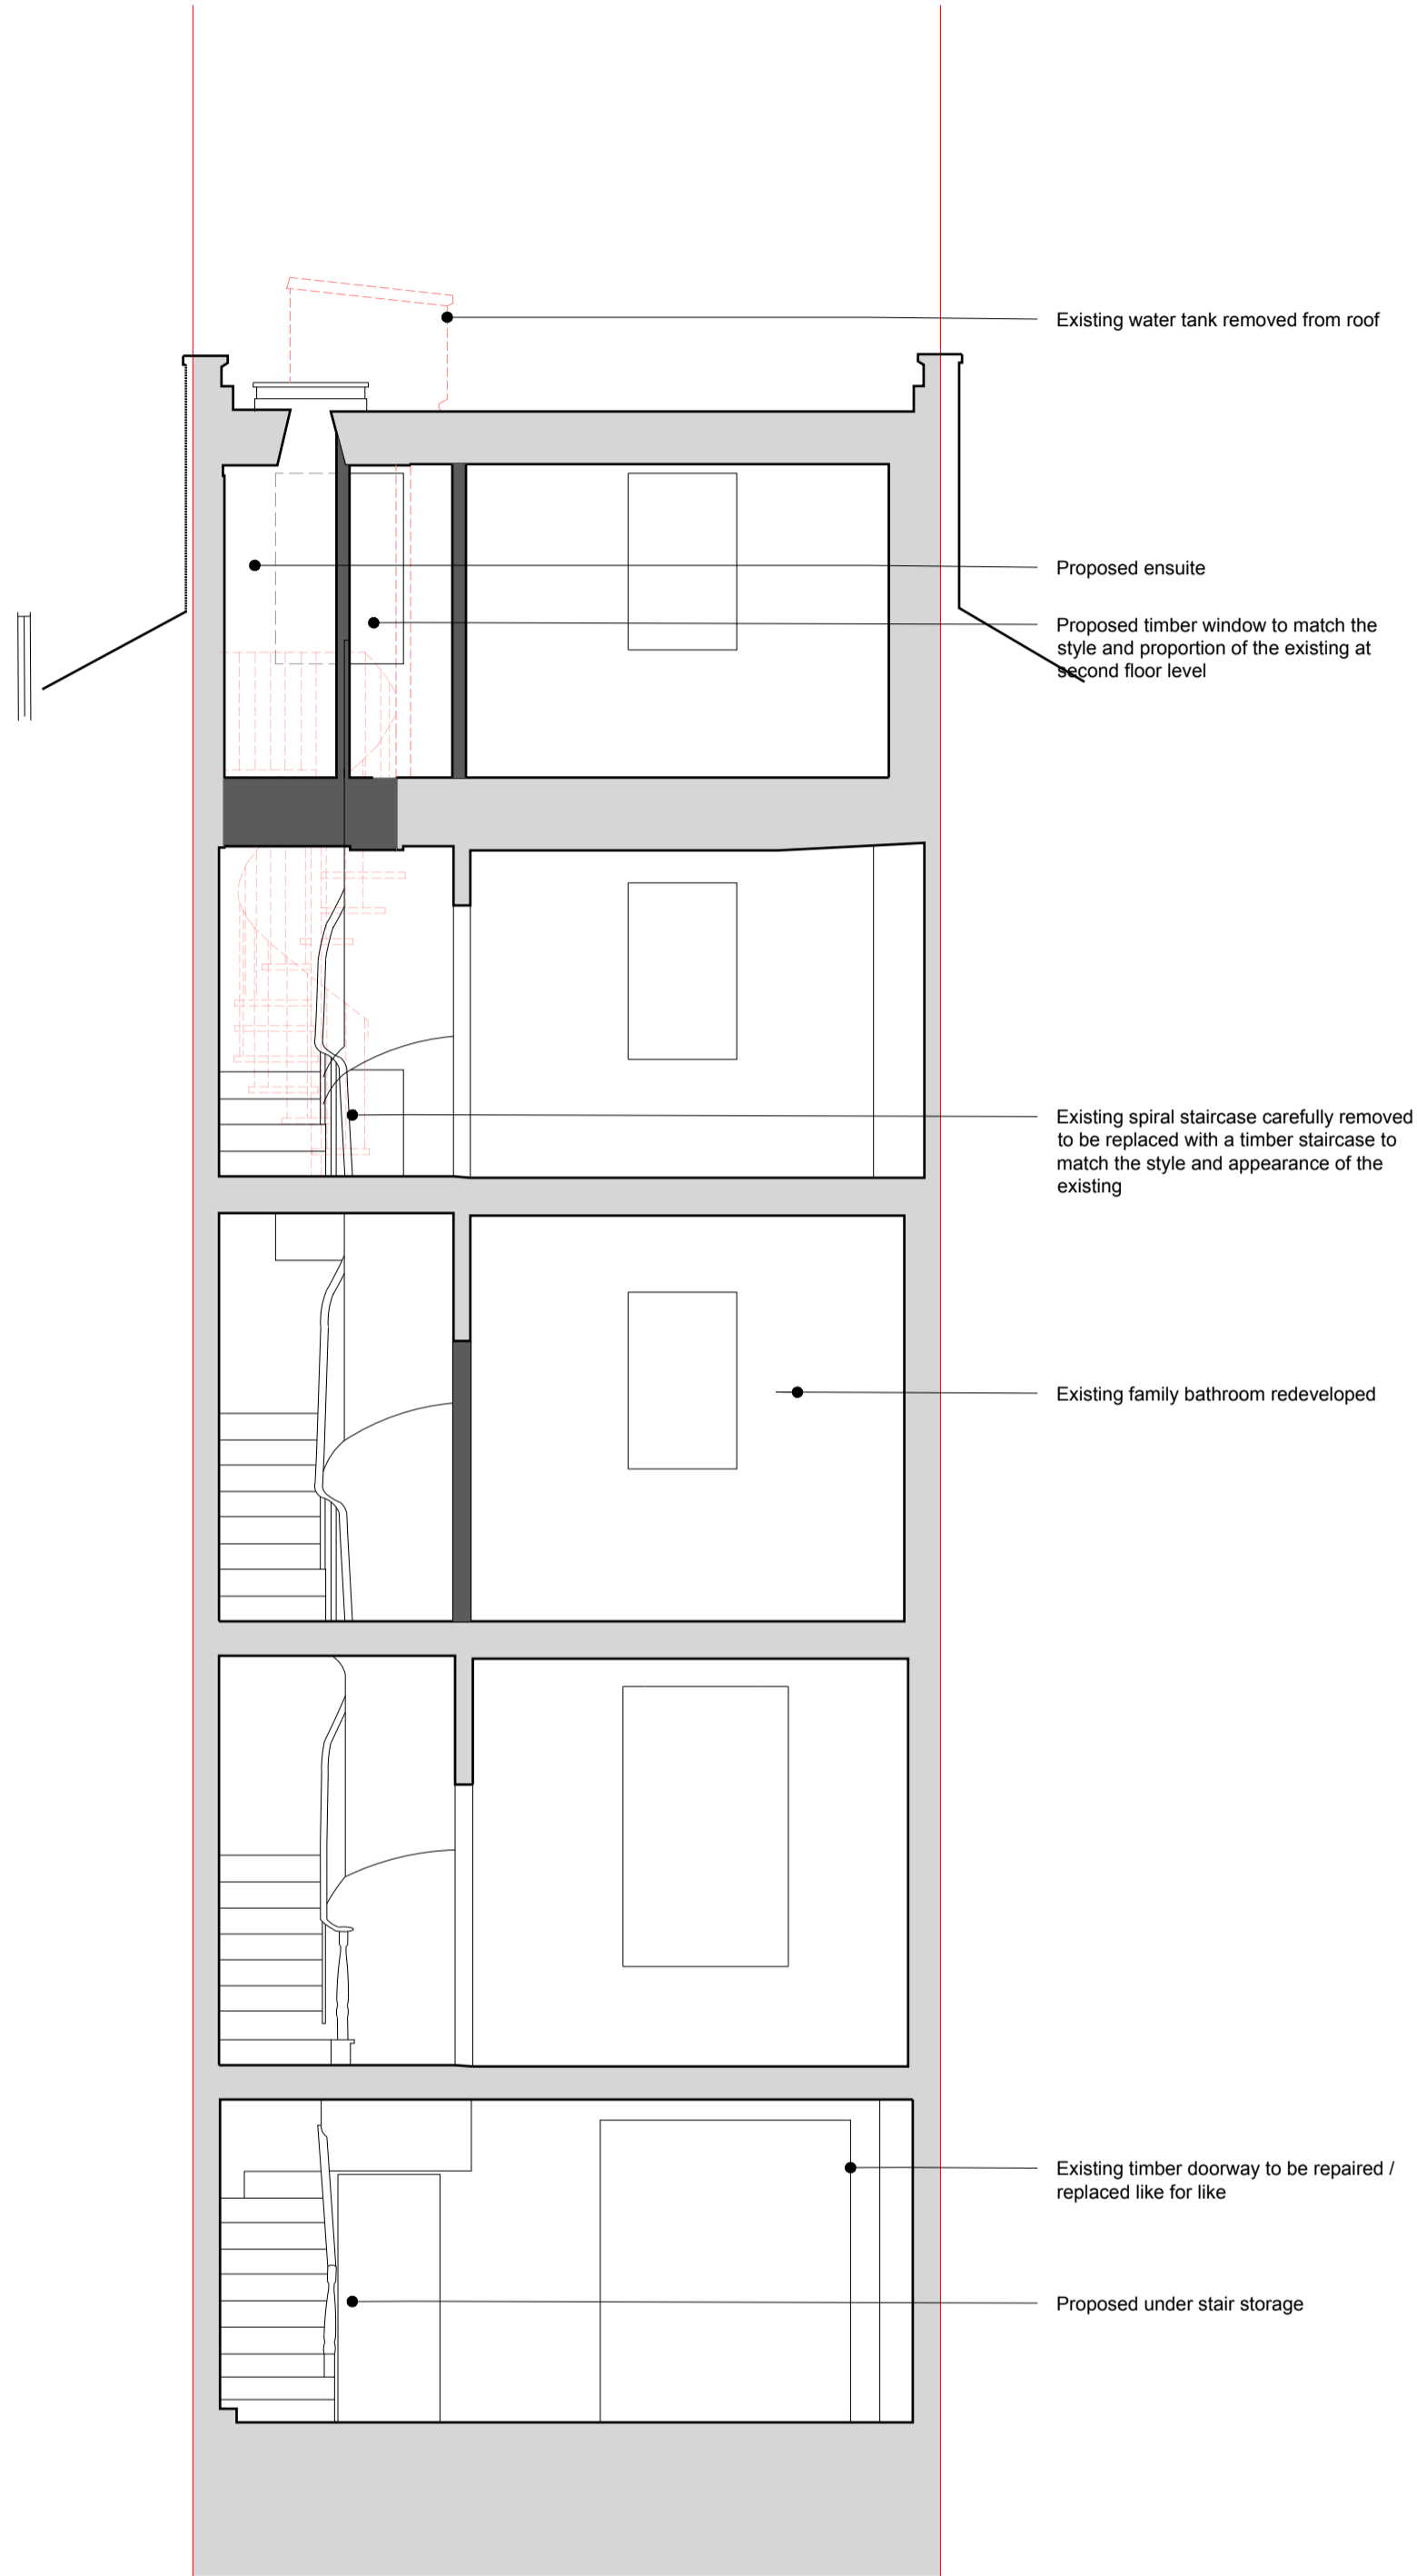 Existing water tank removed from roof
Proposed ensuite
Proposed timber window to match the
style and proportion of the existing at
second floor level
Existing spiral staircase carefully removed
to be replaced with a timber staircase to
match the style and appearance of the
existing
Existing family bathroom redeveloped
Existing timber doorway to be repaired /
replaced like for like
Proposed under stair storage